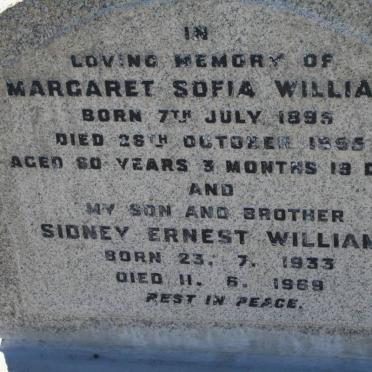 IN
LOVING MEMORY OF
MARGARET SOFIA WILLIA
BORN 7TH JULY 1895
DIED 26TH OCTOBER 1955
AGED 60 YEARS 3 MONTHS 19 D
AND
MY SON AND BROTHER
SIDNEY ERNEST WILLIAM
BORN 23. 7. 1933
DIED 11. 6. 1969
REST IN PEACE.